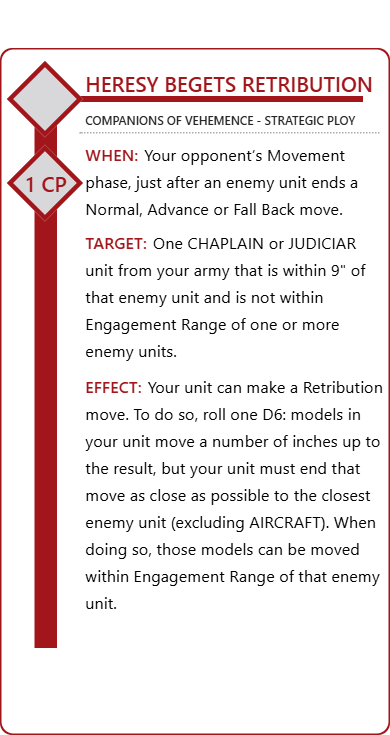 HERESY BEGETS RETRIBUTION
COMPANIONS OF VEHEMENCE - STRATEGIC PLOY
1 CP
WHEN: Your opponent's Movement
phase, just after an enemy unit ends a
Normal, Advance or Fall Back move.
TARGET: One CHAPLAIN or JUDICIAR
unit from your army that is within 9" of
that enemy unit and is not within
Engagement Range of one or more
enemy units.
EFFECT: Your unit can make a Retribution
move. To do so, roll one D6: models in
your unit move a number of inches up to
the result, but your unit must end that
move as close as possible to the closest
enemy unit (excluding AIRCRAFT). When
doing so, those models can be moved
within Engagement Range of that enemy
unit.